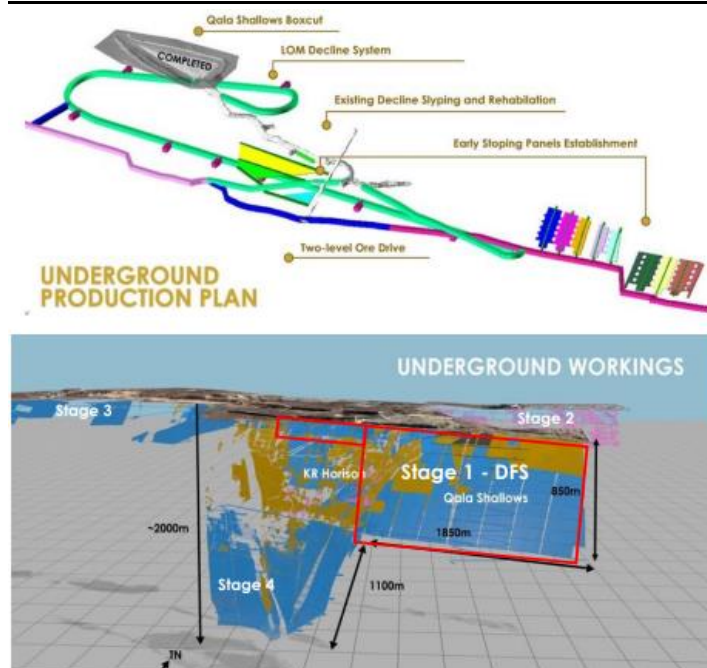 Qala Shallows Boxcut
COMPLETED
LOM Decline System
Existing Decline Slyping and Rehabilation
Early Stoping Panels Establishment
Two-level Ore Drive
UNDERGROUND
PRODUCTION PLAN
UNDERGROUND WORKINGS
Stage 3
Stage 2
KR Horison
Stage 1 - DFS
Qala Shallows
850m
1850m
~2000m
1100m
Stage 4
TN